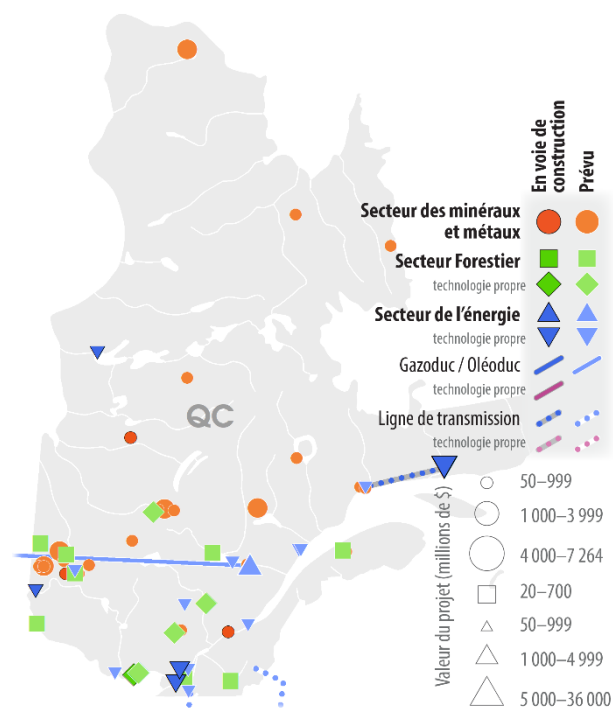 En voie de
construction
Prévu
Secteur des minéraux
et métaux
Secteur Forestier
technologie propre
Secteur de l'énergie
technologie propre
Gazoduc / Oléoduc
technologie propre
Ligne de transmission
technologie propre
QC
Valeur du projet (millions de $)
50–999
1 000–3 999
4 000–7 264
20–700
50–999
1 000–4 999
5 000–36 000